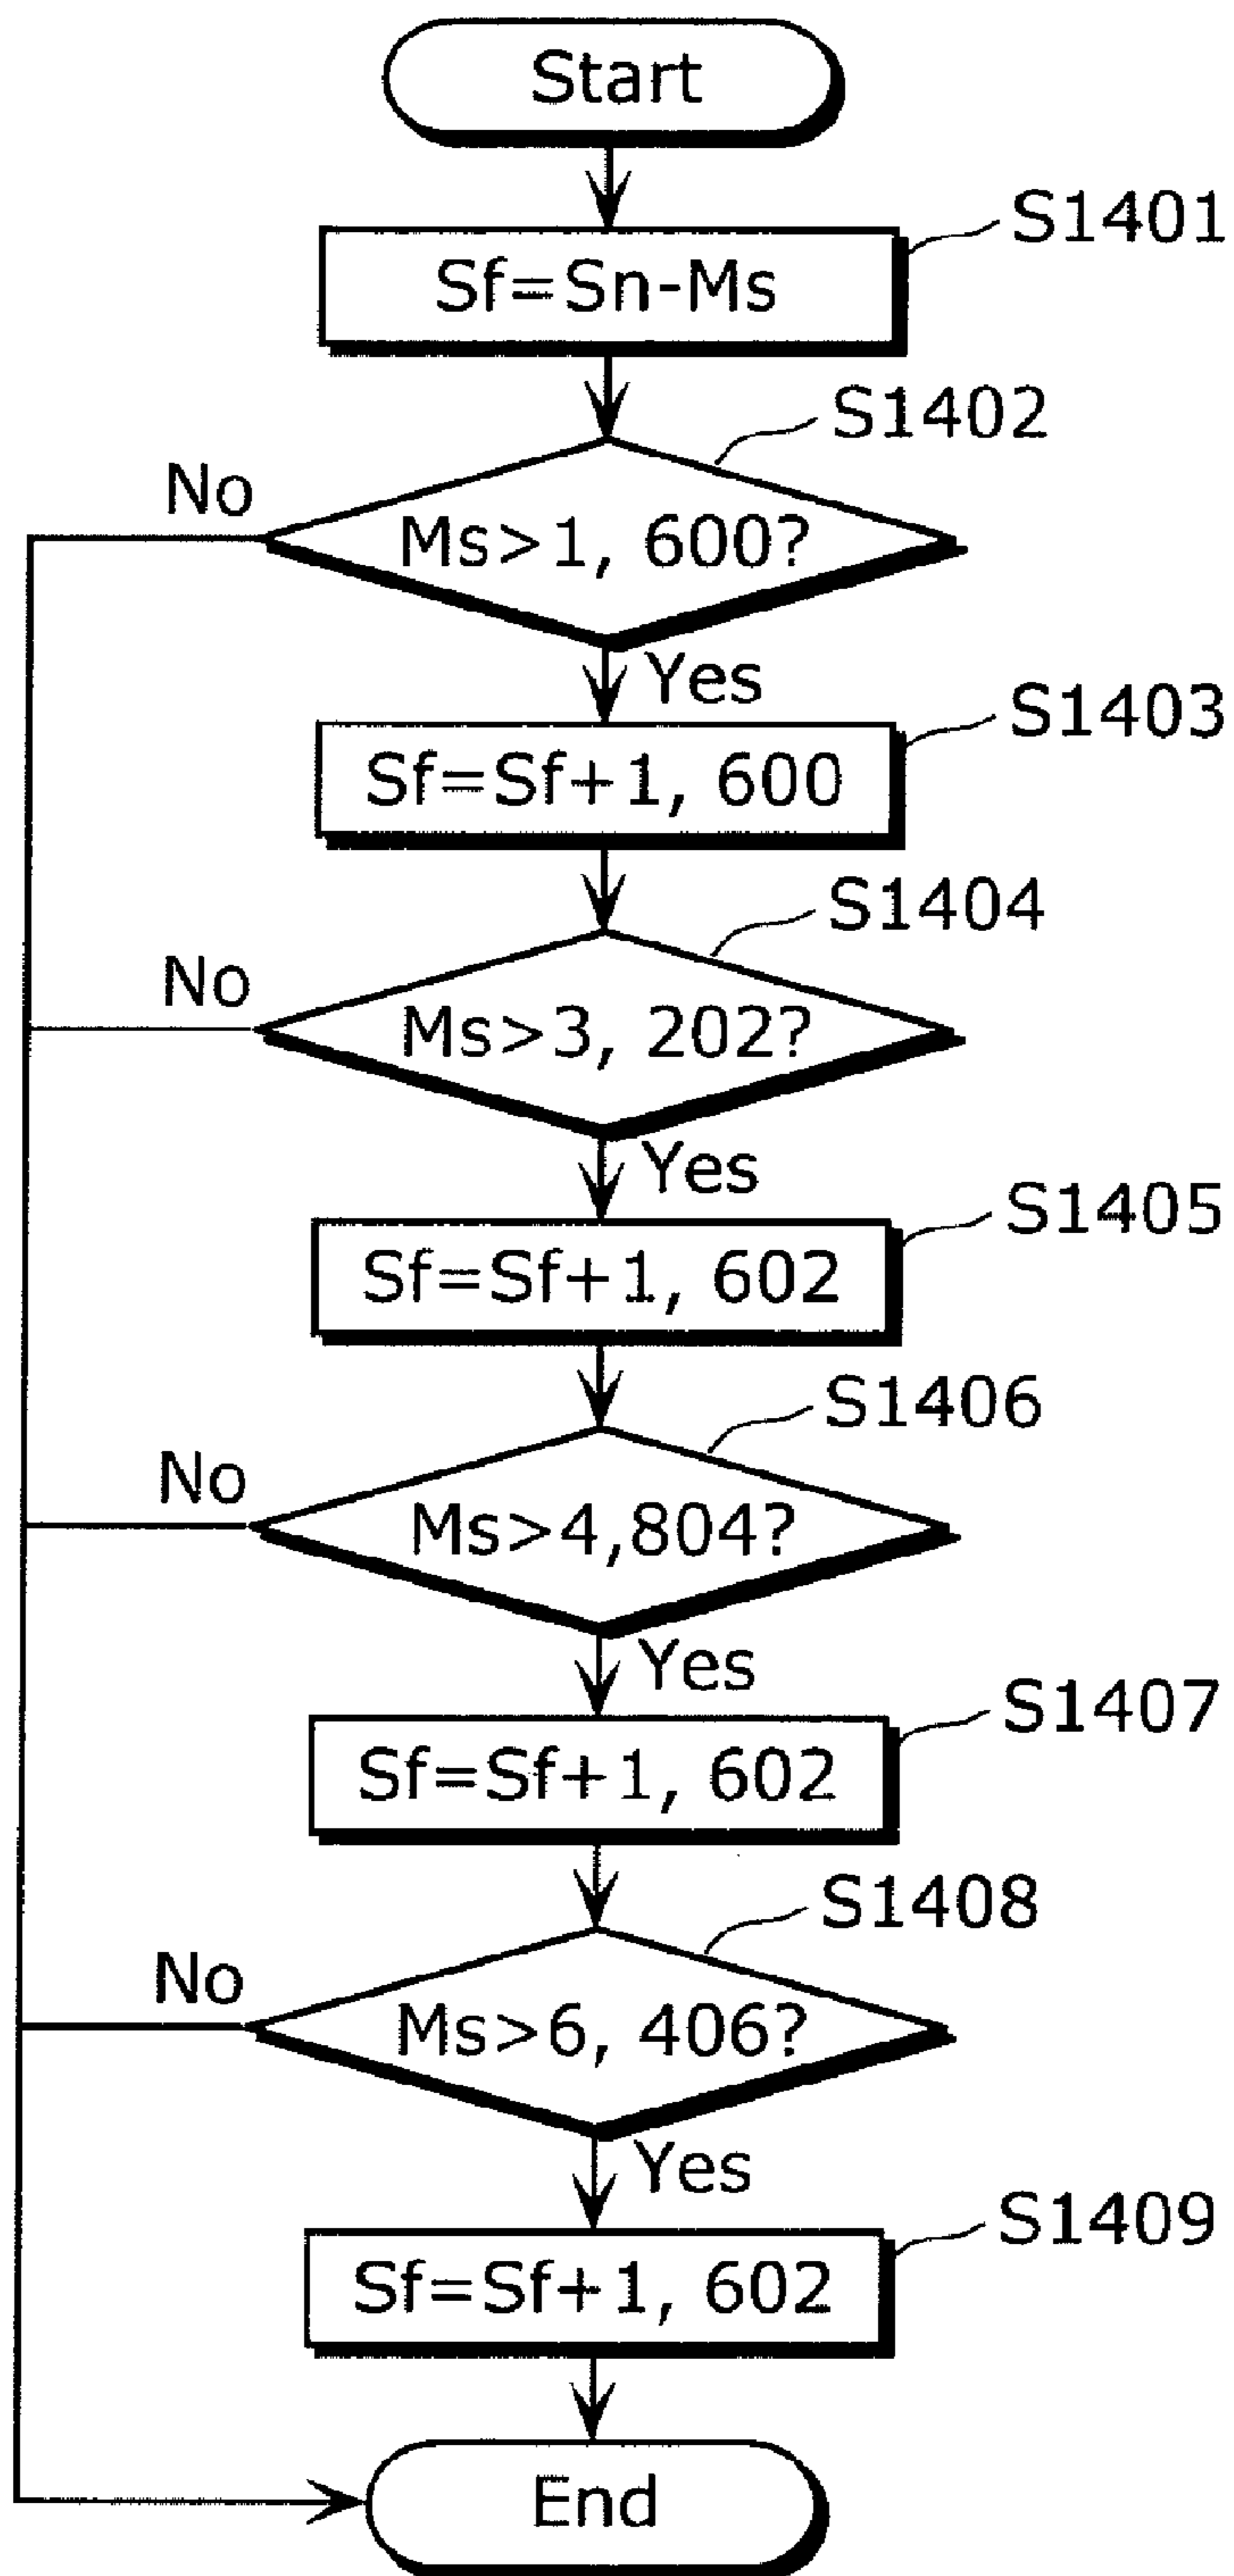 Start
S1401
Sf=Sn-Ms
S1402
No
Ms>1, 600?
Yes
S1403
Sf=Sf+1, 600
S1404
No
Ms>3, 202?
Yes
S1405
Sf=Sf+1, 602
S1406
No
Ms>4,804?
Yes
S1407
Sf=Sf+1, 602
S1408
No
Ms>6, 406?
Yes
S1409
Sf=Sf+1, 602
End